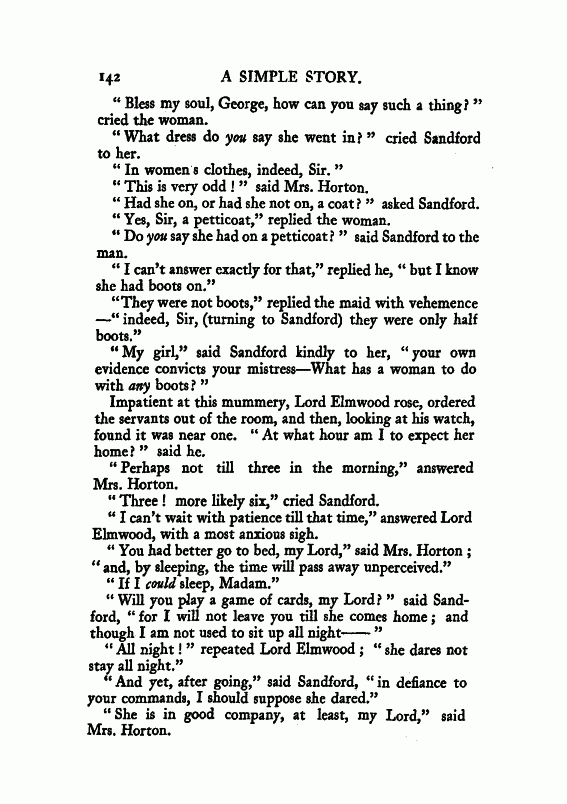 142 A SIMPLE STORY.
“ Bless my soul, George, how can you say such a thing? ”
cried the woman.
“ What dress do you say she went in? ” cried Sandford
to her.
“ In women's clothes, indeed, Sir. ”
“ This is very odd ! ” said Mrs. Horton.
“ Had she on, or had she not on, a coat? ” asked Sandford.
“ Yes, Sir, a petticoat,” replied the woman.
“ Do you say she had on a petticoat? ” said Sandford to the
man.
“ I can’t answer exactly for that,” replied he, “ but I know
she had boots on.”
“They were not boots,” replied the maid with vehemence
—“ indeed, Sir, (turning to Sandford) they were only half
boots.”
“ My girl,” said Sandford kindly to her, “ your own
evidence convicts your mistress—What has a woman to do
with any boots? ”
Impatient at this mummery, Lord Elmwood rose, ordered
the servants out of the room, and then, looking at his watch,
found it was near one. “ At what hour am I to expect her
home? ” said he.
“ Perhaps not till three in the morning,” answered
Mrs. Horton.
“ Three ! more likely six,” cried Sandford.
“ I can’t wait with patience till that time,” answered Lord
Elmwood, with a most anxious sigh.
“ You had better go to bed, my Lord,” said Mrs. Horton ;
“ and, by sleeping, the time will pass away unperceived.”
“ If I could sleep, Madam.”
“ Will you play a game of cards, my Lord? ” said Sand-
ford, “ for I will not leave you till she comes home ; and
though I am not used to sit up all night—— ”
“ All night ! ” repeated Lord Elmwood ; “ she dares not
stay all night.”
“ And yet, after going,” said Sandford, “ in defiance to
your commands, I should suppose she dared.”
“ She is in good company, at least, my Lord,” said
Mrs. Horton.